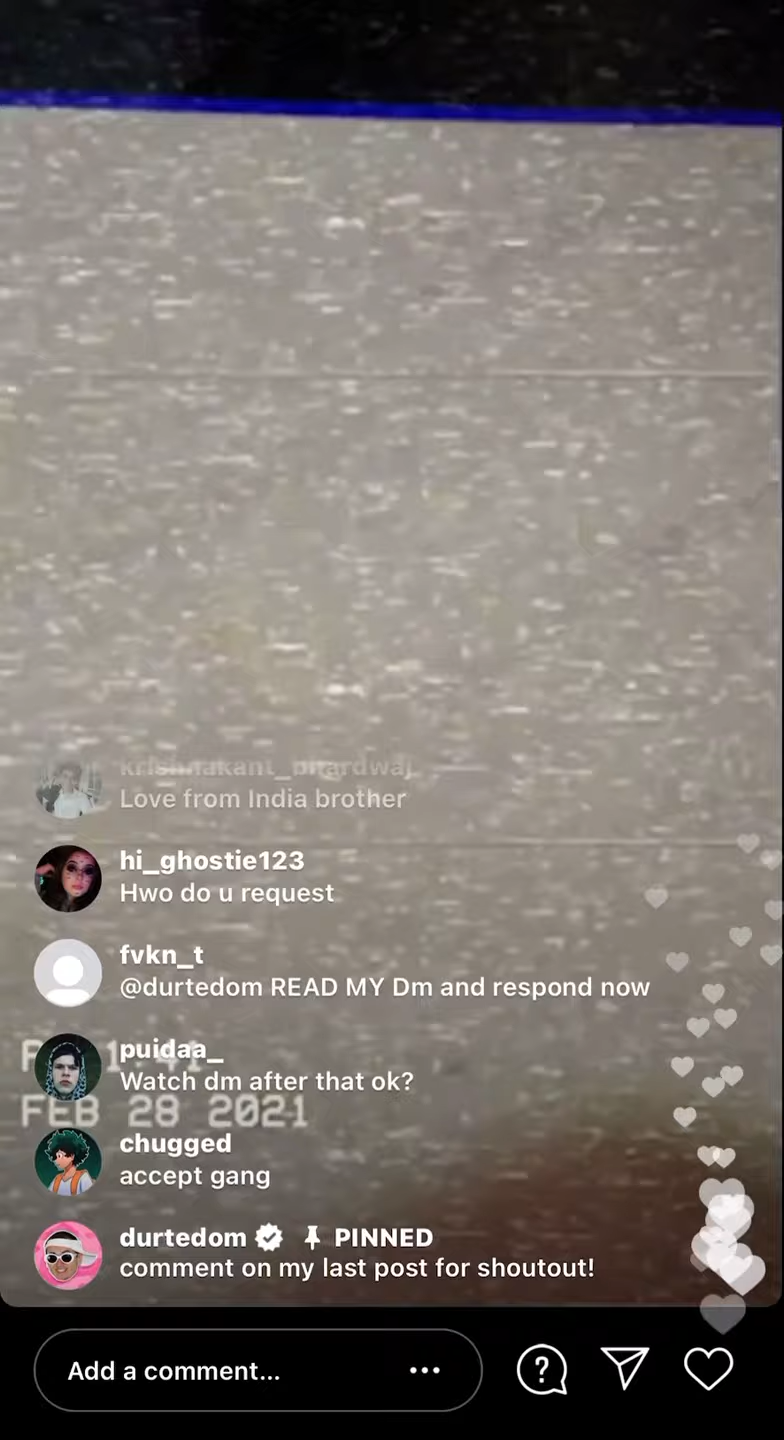 krishnakant_bhardwaj
Love from India brother
hi_ghostie123
Hwo do u request
fvkn_t
@durtedom READ MY Dm and respond now
puidaa_
Watch dm after that ok?
FEB 28 2021
chugged
accept gang
durtedom PINNED
comment on my last post for shoutout!
Add a comment...